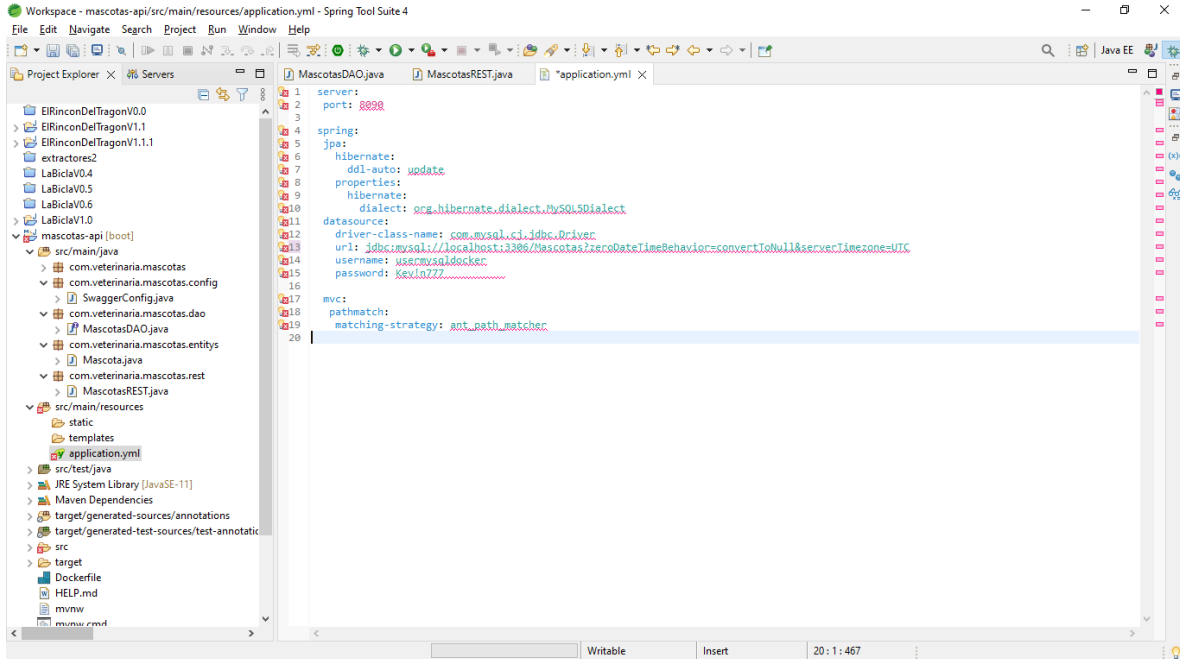 Workspace - mascotas-api/src/main/resources/application.yml - Spring Tool Suite 4
File Edit Navigate Search Project Run Window Help
Java EE
Project Explorer Servers
MascotasDAO.java MascotasREST.java *application.yml
ElRinconDelTragonV0.0
ElRinconDelTragonV1.1
ElRinconDelTragonV1.1.1
extractores2
LaBiclaV0.4
LaBiclaV0.5
LaBiclaV0.6
LaBiclaV1.0
mascotas-api [boot]
src/main/java
com.veterinaria.mascotas
com.veterinaria.mascotas.config
SwaggerConfig.java
com.veterinaria.mascotas.dao
MascotasDAO.java
com.veterinaria.mascotas.entitys
Mascota.java
com.veterinaria.mascotas.rest
MascotasREST.java
src/main/resources
static
templates
application.yml
src/test/java
JRE System Library [JavaSE-11]
Maven Dependencies
target/generated-sources/annotations
target/generated-test-sources/test-annotatic
src
target
Dockerfile
HELP.md
mvnw
mvnw.cmd
1 server:
2 port: 8090
3
4 spring:
5 jpa:
6 hibernate:
7 ddl-auto: update
8 properties:
9 hibernate:
10 dialect: org.hibernate.dialect.MySQL5Dialect
11 datasource:
12 driver-class-name: com.mysql.cj.jdbc.Driver
13 url: jdbc:mysql://localhost:3306/Mascotas?zeroDateTimeBehavior=convertToNull&serverTimezone=UTC
14 username: usermysqldocker
15 password: Kev!n777
16
17 mvc:
18 pathmatch:
19 matching-strategy: ant_path_matcher
20
Writable Insert 20 : 1 : 467